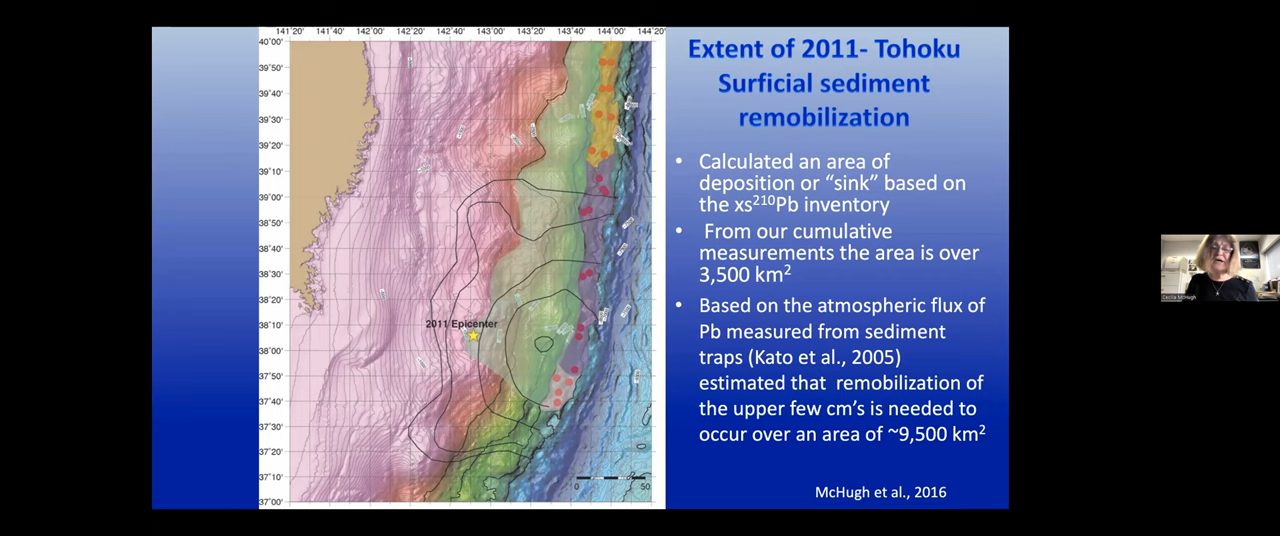 141˚20' 141˚40' 142˚00' 142˚20' 142˚40' 143˚00' 143˚20' 143˚40' 144˚00' 144˚20'
40˚00'
39˚50'
39˚40'
39˚30'
39˚20'
39˚10'
39˚00'
38˚50'
38˚40'
38˚30'
38˚20'
38˚10'
38˚00'
37˚50'
37˚40'
37˚30'
37˚20'
37˚10'
37˚00'
2011 Epicenter
0 50
Extent of 2011- Tohoku
Surficial sediment
remobilization
• Calculated an area of
deposition or “sink” based on
the xs²¹⁰Pb inventory
• From our cumulative
measurements the area is over
3,500 km²
• Based on the atmospheric flux of
Pb measured from sediment
traps (Kato et al., 2005)
estimated that remobilization of
the upper few cm’s is needed to
occur over an area of ~9,500 km²
McHugh et al., 2016
Cecilia McHugh